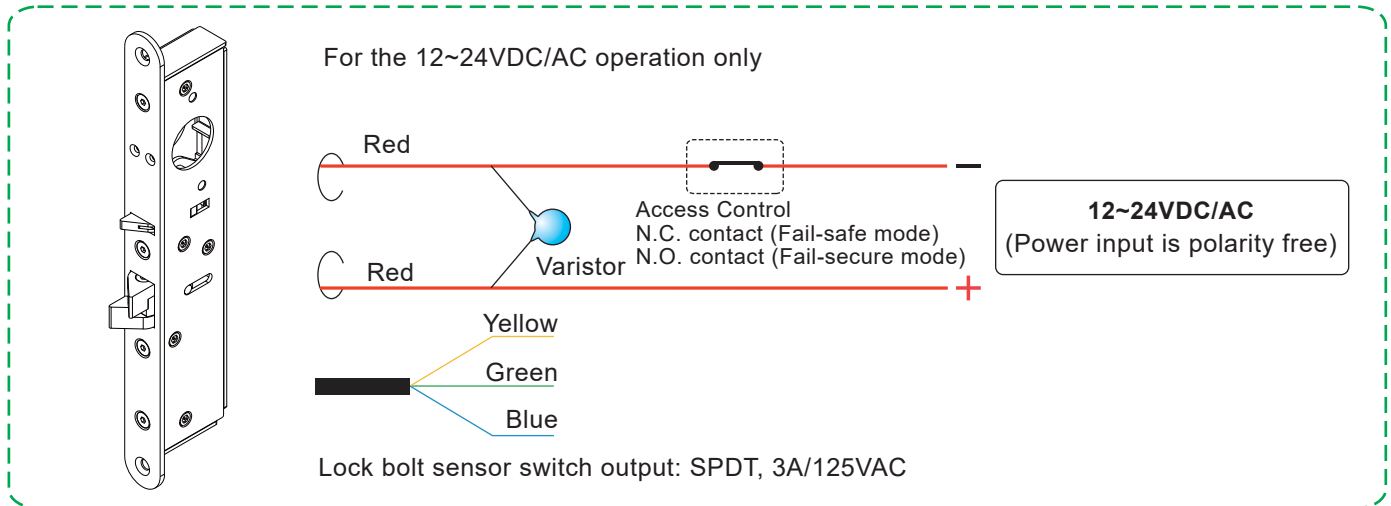 For the 12~24VDC/AC operation only
Red
Access Control
N.C. contact (Fail-safe mode)
N.O. contact (Fail-secure mode)
Varistor
Red
−
+
12~24VDC/AC
(Power input is polarity free)
Yellow
Green
Blue
Lock bolt sensor switch output: SPDT, 3A/125VAC